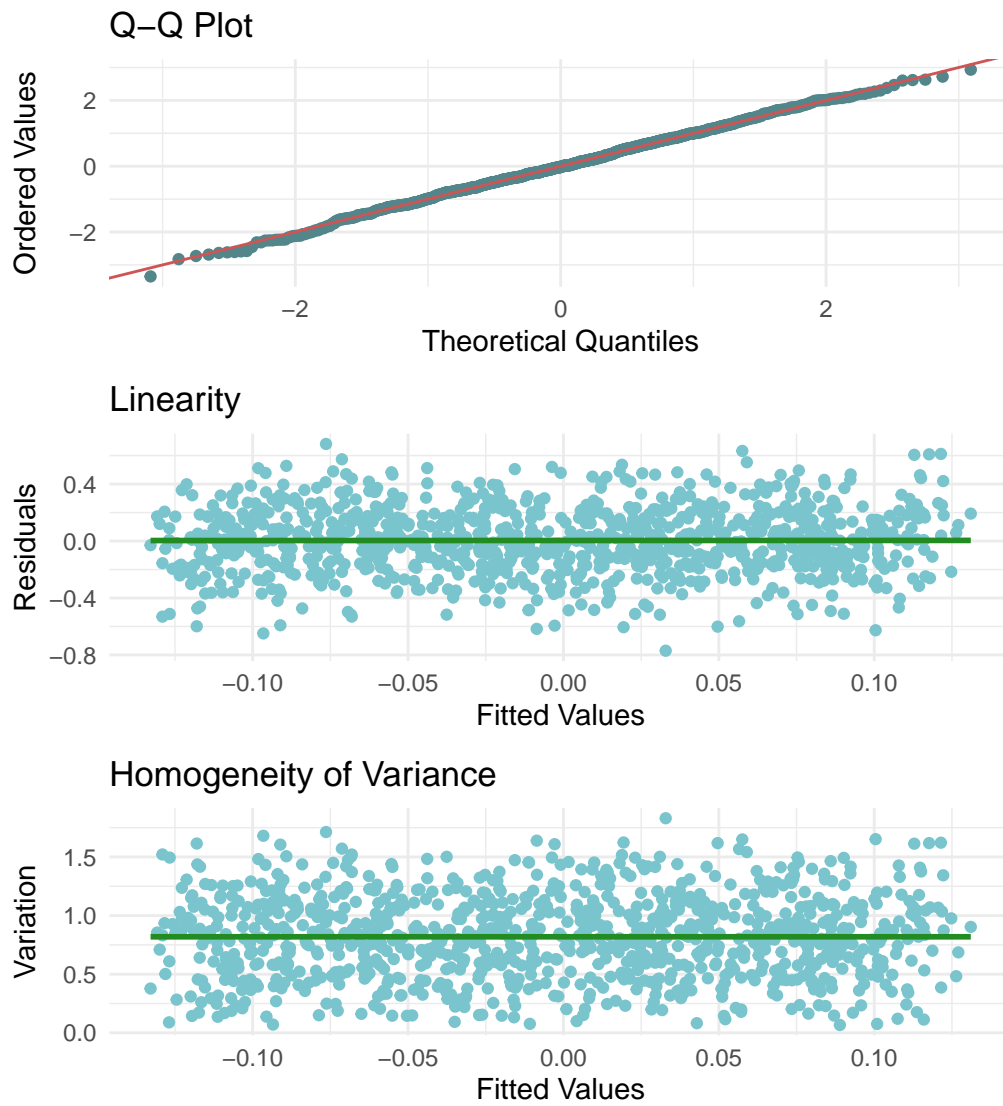 Q−Q Plot
Ordered Values
2
0
−2
−2
0
2
Theoretical Quantiles
Linearity
Residuals
0.4
0.0
−0.4
−0.8
−0.10
−0.05
0.00
0.05
0.10
Fitted Values
Homogeneity of Variance
Variation
1.5
1.0
0.5
0.0
−0.10
−0.05
0.00
0.05
0.10
Fitted Values